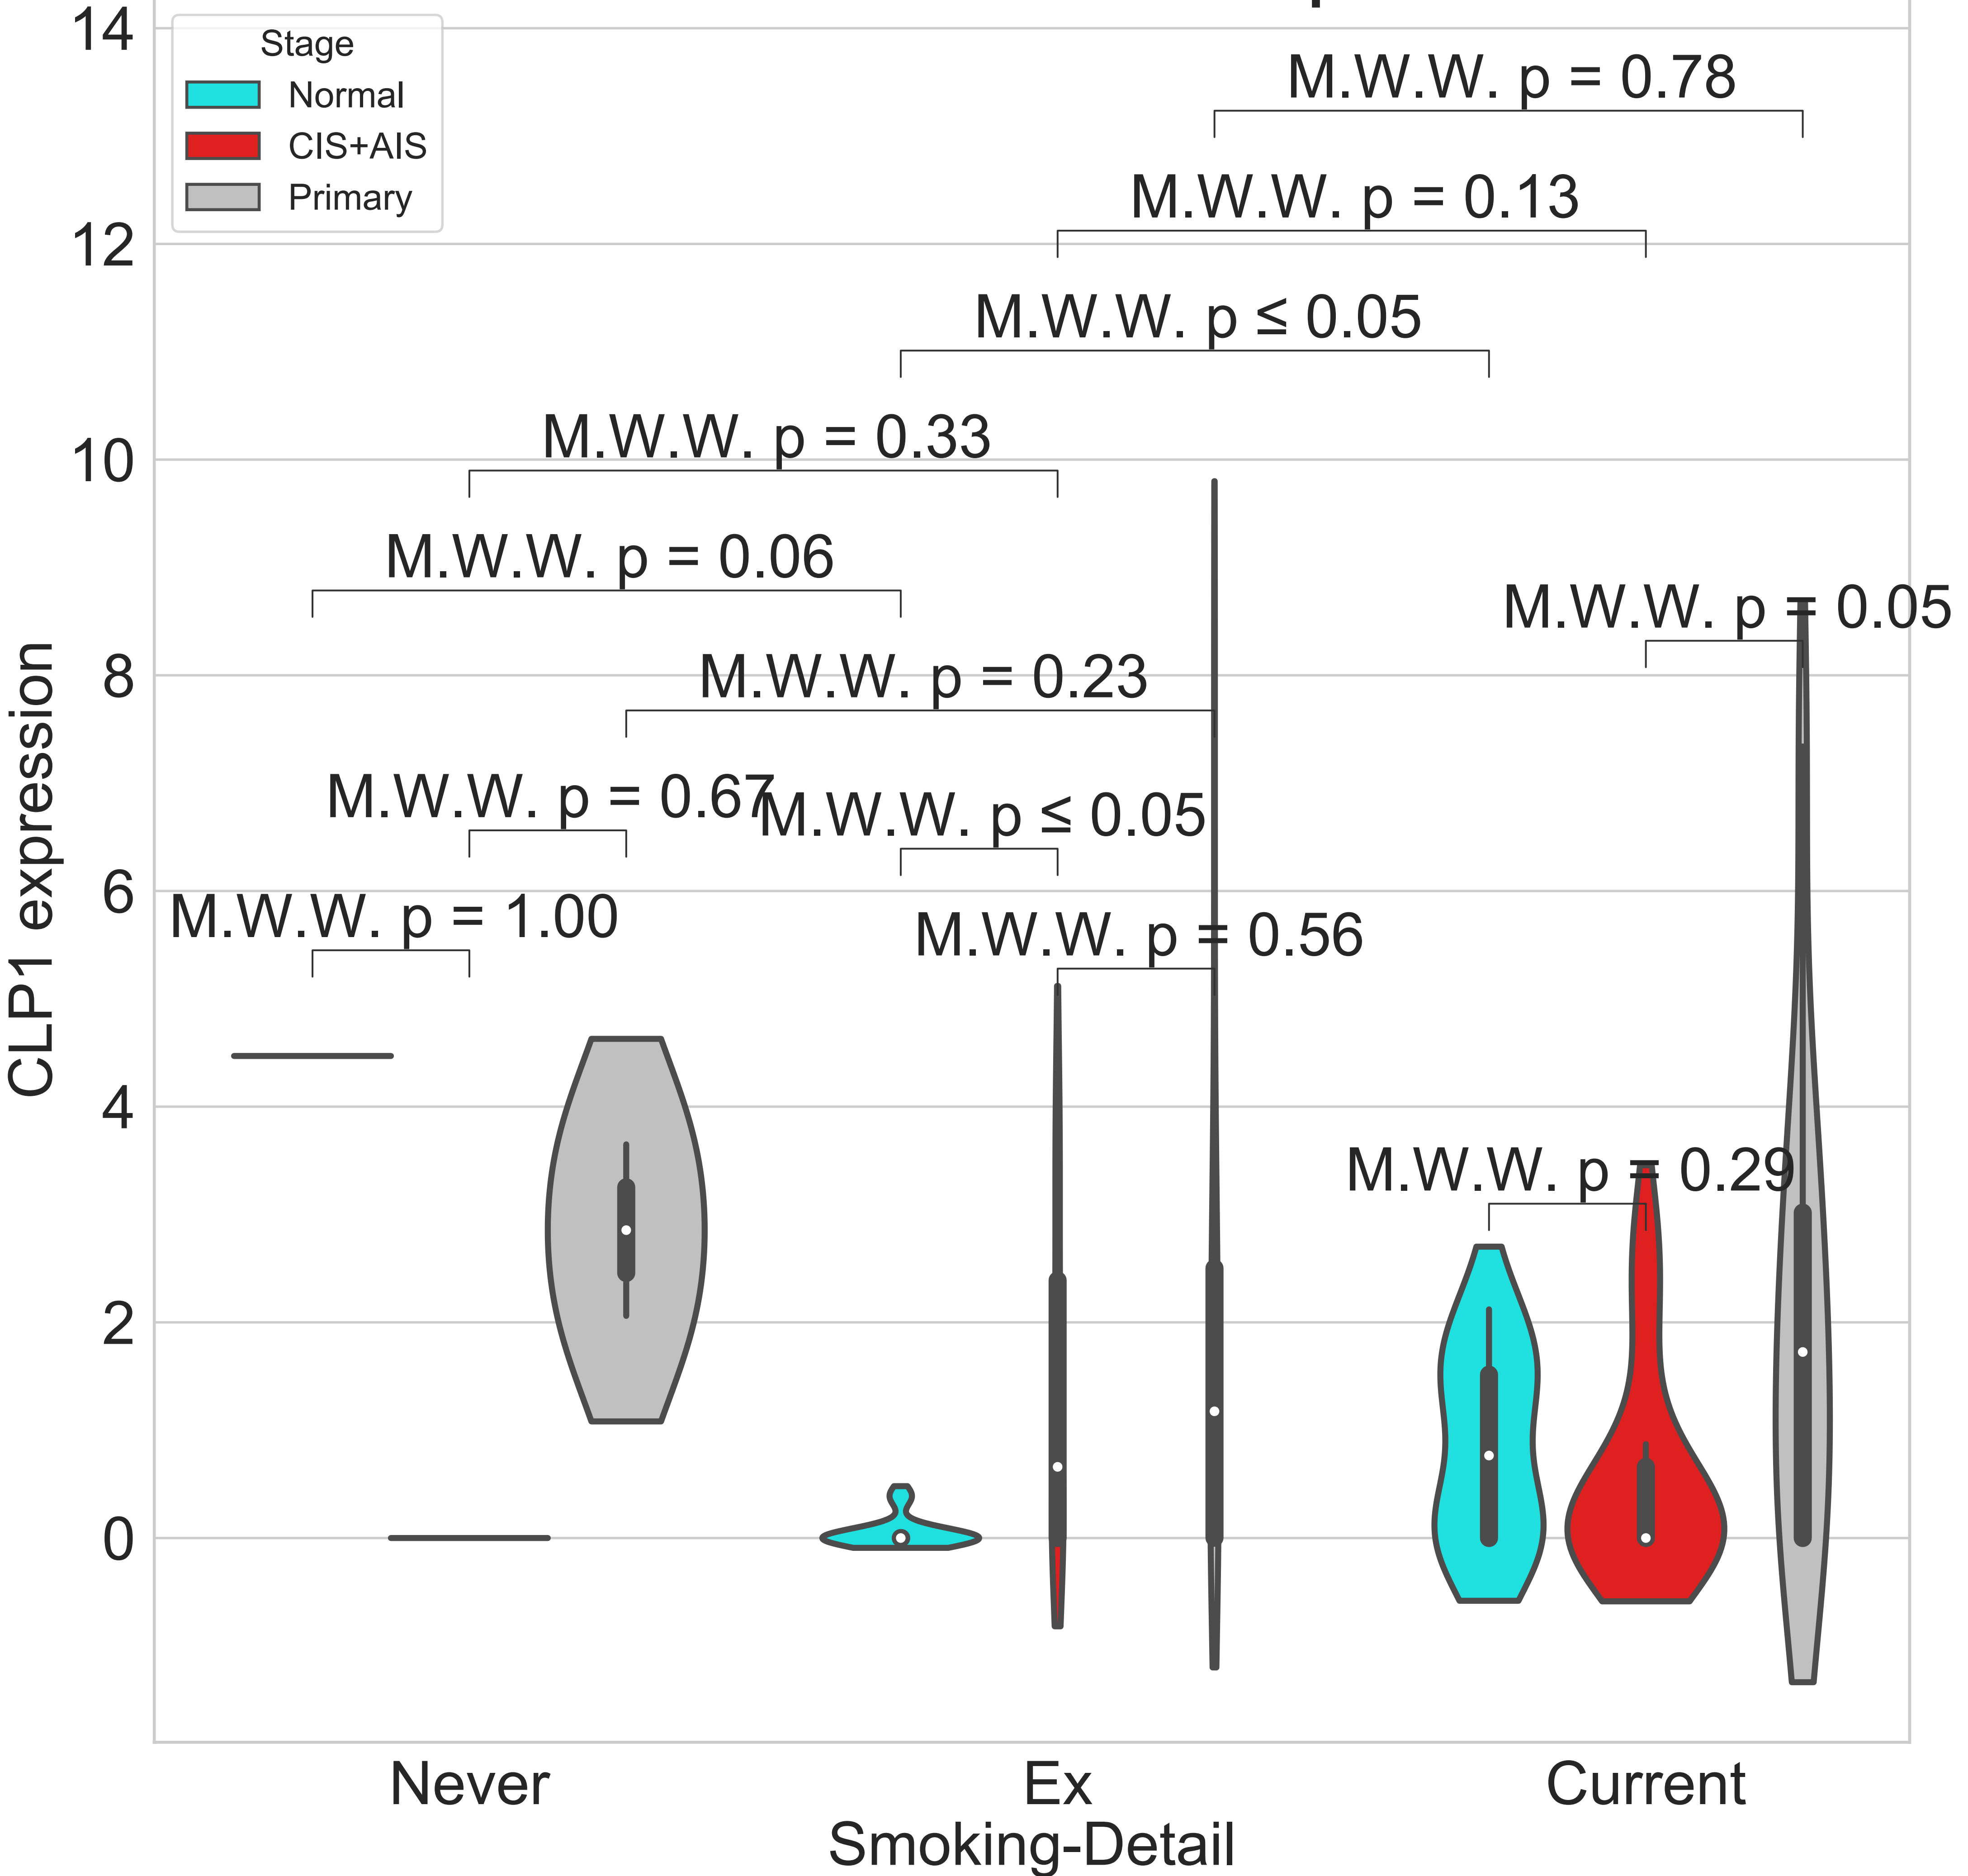 14
12
10
8
6
4
2
0
CLP1 expression
Stage
Normal
CIS+AIS
Primary
M.W.W. p = 0.78
M.W.W. p = 0.13
M.W.W. p ≤ 0.05
M.W.W. p = 0.33
M.W.W. p = 0.06
M.W.W. p = 0.05
M.W.W. p = 0.23
M.W.W. p = 0.67
M.W.W. p ≤ 0.05
M.W.W. p = 1.00
M.W.W. p = 0.56
M.W.W. p = 0.29
Never
Ex
Current
Smoking-Detail